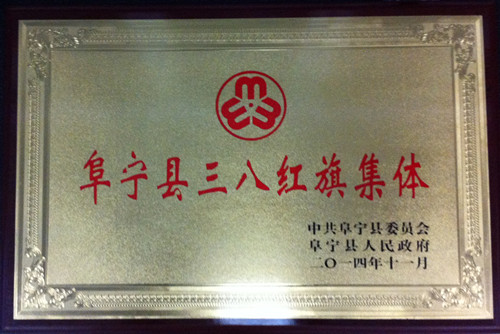 阜宁县三八红旗集体
中共阜宁县委员会
阜宁县人民政府
二〇一四年十一月